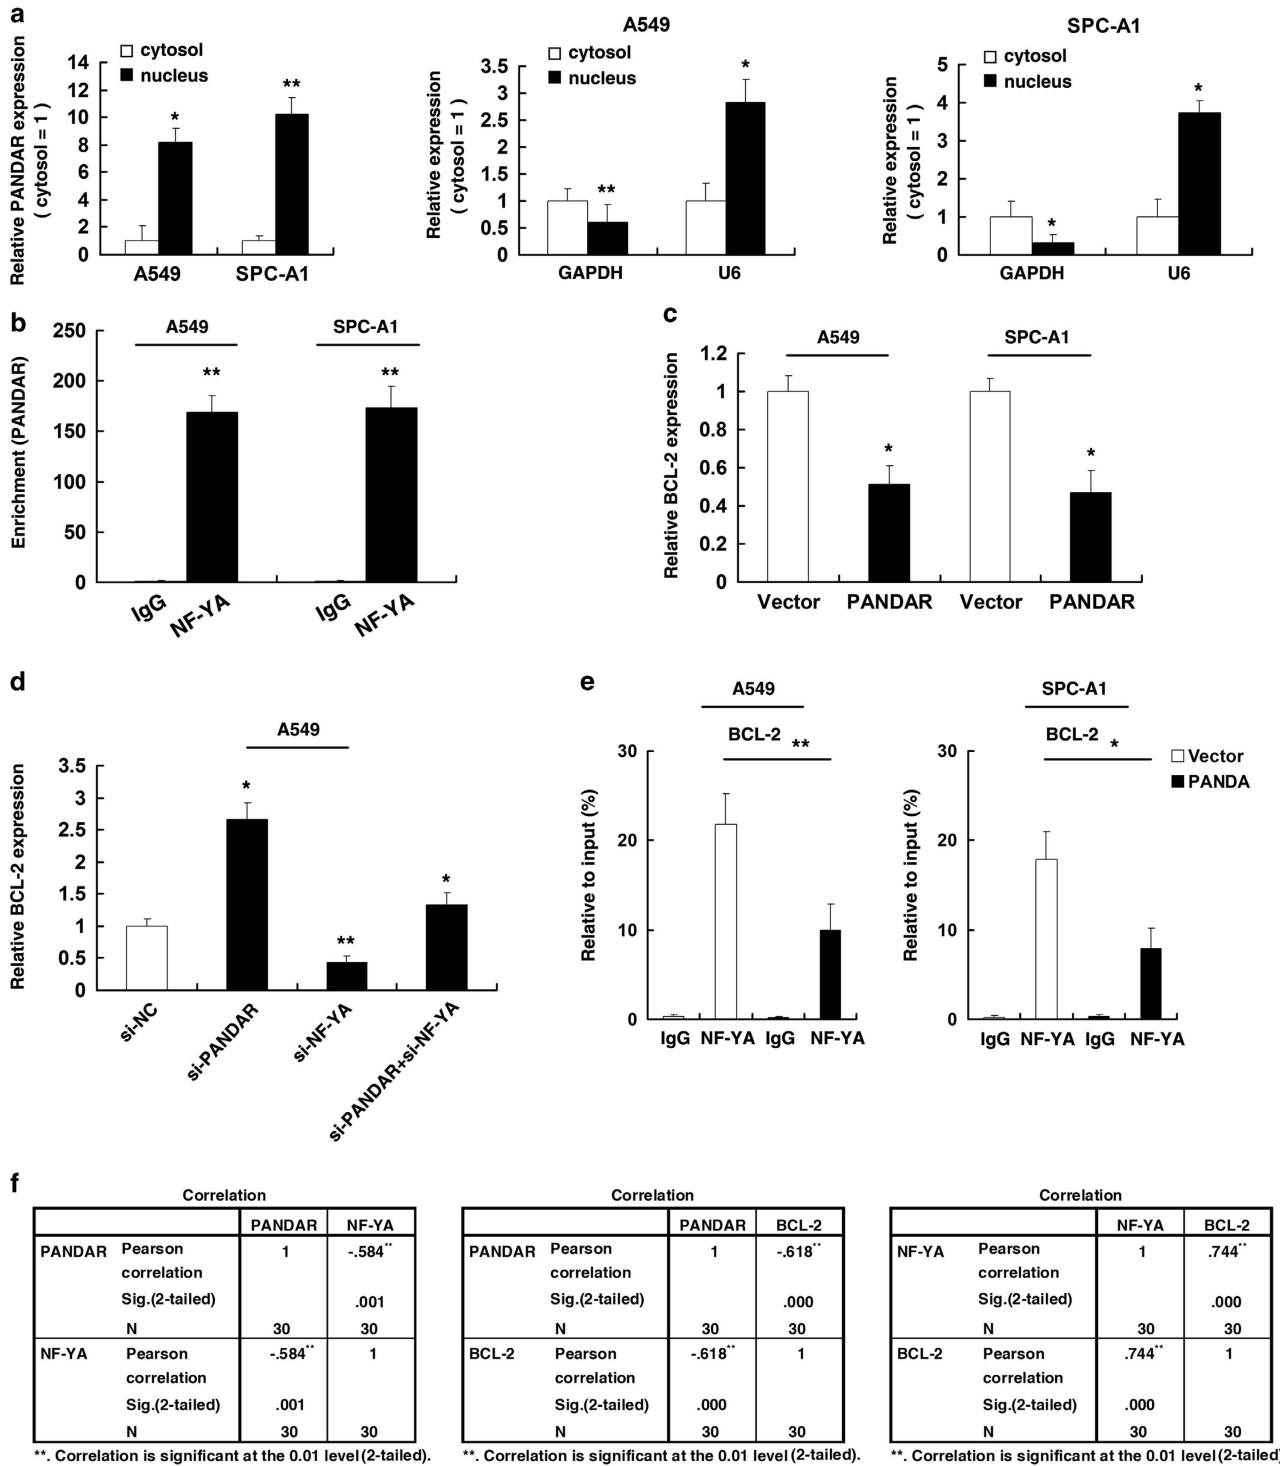 a
Relative PANDAR expression
( cytosol = 1 )
cytosol
nucleus
14
12
10
8
6
4
2
0
*
**
A549
SPC-A1
A549
Relative expression
( cytosol = 1 )
cytosol
nucleus
3.5
3
2.5
2
1.5
1
0.5
0
**
*
GAPDH
U6
SPC-A1
Relative expression
( cytosol = 1 )
cytosol
nucleus
5
4
3
2
1
0
*
*
GAPDH
U6
b
Enrichment (PANDAR)
250
200
150
100
50
0
A549
SPC-A1
**
**
IgG
NF-YA
IgG
NF-YA
c
Relative BCL-2 expression
1.2
1
0.8
0.6
0.4
0.2
0
A549
SPC-A1
*
*
Vector
PANDAR
Vector
PANDAR
d
Relative BCL-2 expression
A549
3.5
3
2.5
2
1.5
1
0.5
0
*
**
*
si-NC
si-PANDAR
si-NF-YA
si-PANDAR+si-NF-YA
e
A549
BCL-2
**
Relative to input (%)
30
20
10
0
IgG NF-YA IgG NF-YA
SPC-A1
BCL-2
*
Relative to input (%)
30
20
10
0
IgG NF-YA IgG NF-YA
Vector
PANDA
f
Correlation
PANDAR NF-YA
PANDAR Pearson 1 -.584**
correlation
Sig.(2-tailed) .001
N 30 30
NF-YA Pearson -.584** 1
correlation
Sig.(2-tailed) .001
N 30 30
**. Correlation is significant at the 0.01 level (2-tailed).
Correlation
PANDAR BCL-2
PANDAR Pearson 1 -.618**
correlation
Sig.(2-tailed) .000
N 30 30
BCL-2 Pearson -.618** 1
correlation
Sig.(2-tailed) .000
N 30 30
**. Correlation is significant at the 0.01 level (2-tailed).
Correlation
NF-YA BCL-2
NF-YA Pearson 1 .744**
correlation
Sig.(2-tailed) .000
N 30 30
BCL-2 Pearson .744** 1
correlation
Sig.(2-tailed) .000
N 30 30
**. Correlation is significant at the 0.01 level (2-tailed)